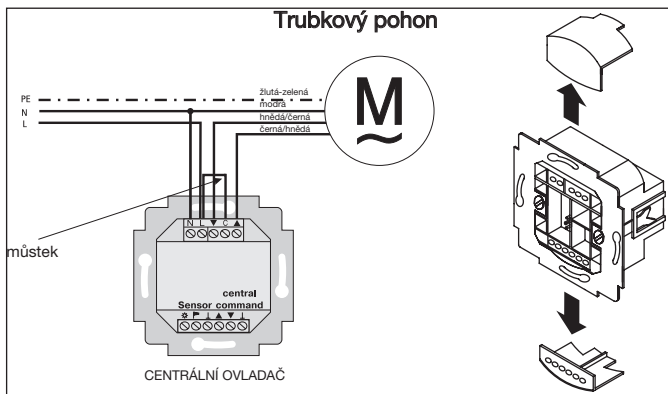 Trubkový pohon
PE
N
L
žlutá-zelená
modrá
hnědá/černá
černá/hnědá
M
můstek
N L ▼ C ▲
central
Sensor command
▲ ▼
CENTRÁLNÍ OVLADAČ